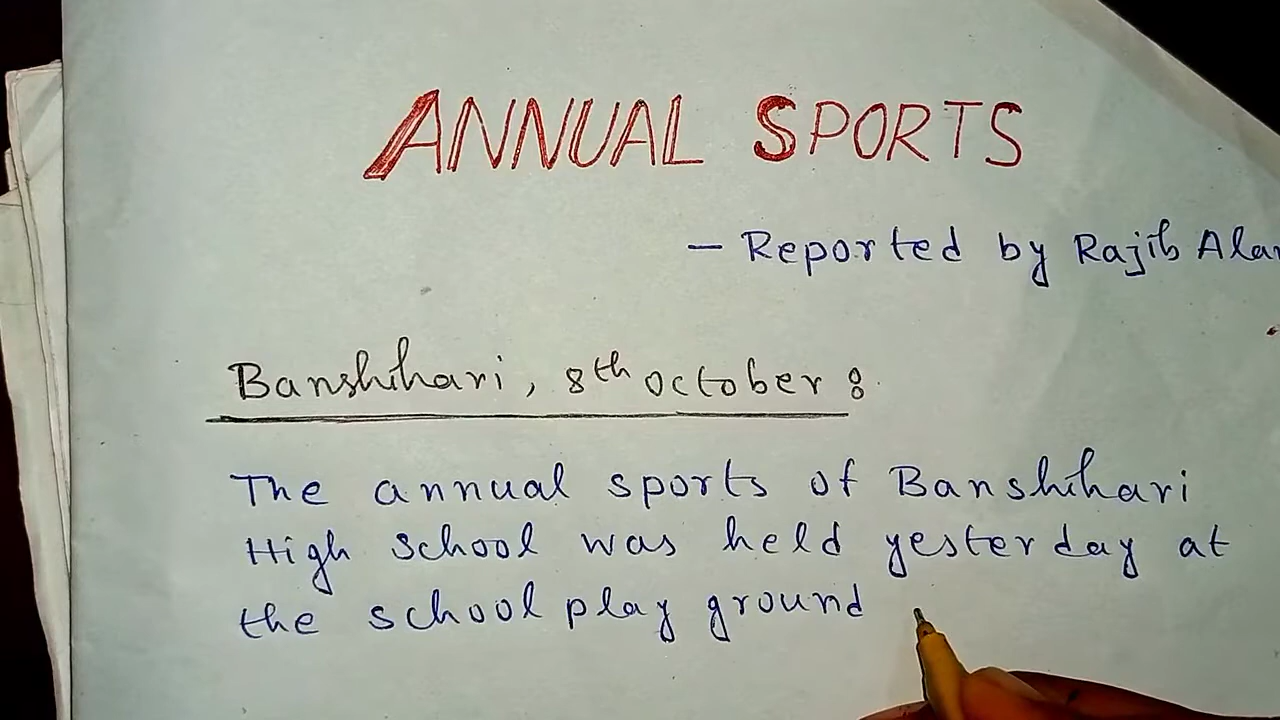 ANNUAL SPORTS
- Reported by Rajib
Banshihari, 8th october :
The annual sports of Banshihari
High school was held yesterday at
the school play ground